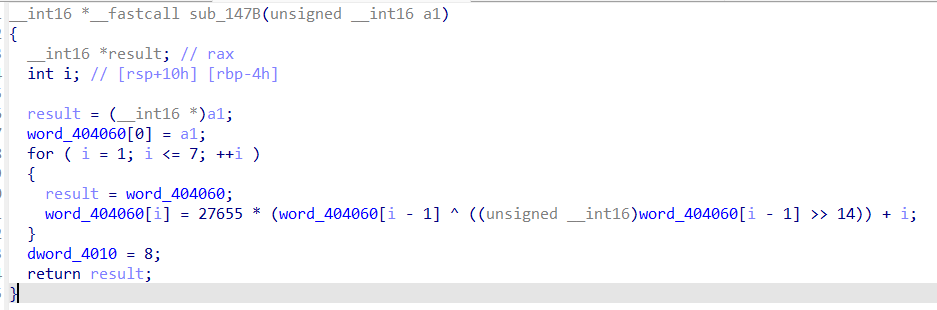 __int16 *__fastcall sub_147B(unsigned __int16 a1)
{
  __int16 *result; // rax
  int i; // [rsp+10h] [rbp-4h]

  result = (__int16 *)a1;
  word_404060[0] = a1;
  for ( i = 1; i <= 7; ++i )
  {
    result = word_404060;
    word_404060[i] = 27655 * (word_404060[i - 1] ^ ((unsigned __int16)word_404060[i - 1] >> 14)) + i;
  }
  dword_4010 = 8;
  return result;
}